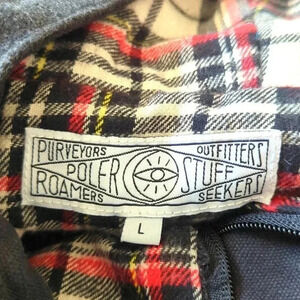 PURVEYORS OUTFITTERS
POLER STUFF
ROAMERS SEEKERS
L